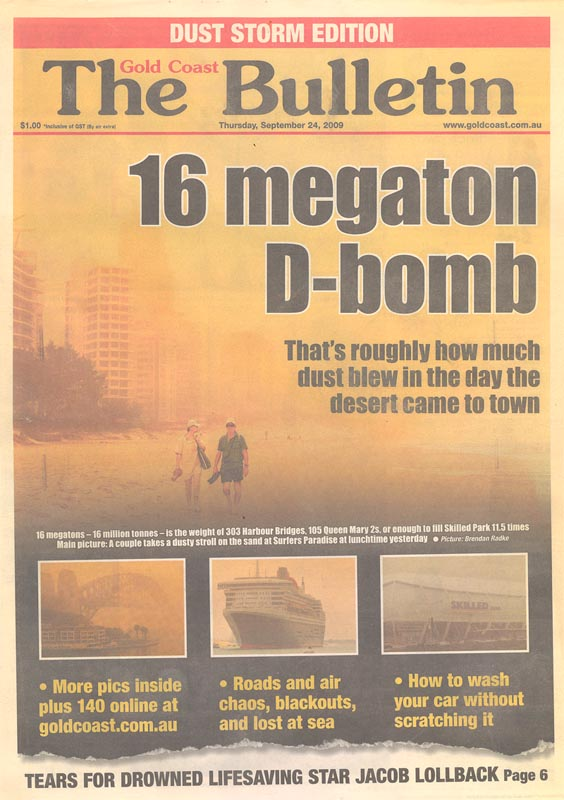 DUST STORM EDITION
Gold Coast
The Bulletin
$1.00 *Inclusive of GST (By air extra)
Thursday, September 24, 2009
www.goldcoast.com.au
16 megaton
D-bomb
That's roughly how much
dust blew in the day the
desert came to town
16 megatons – 16 million tonnes – is the weight of 303 Harbour Bridges, 105 Queen Mary 2s, or enough to fill Skilled Park 11.5 times
Main picture: A couple takes a dusty stroll on the sand at Surfers Paradise at lunchtime yesterday ● Picture: Brendan Radke
SKILLED
• More pics inside
plus 140 online at
goldcoast.com.au
• Roads and air
chaos, blackouts,
and lost at sea
• How to wash
your car without
scratching it
TEARS FOR DROWNED LIFESAVING STAR JACOB LOLLBACK Page 6